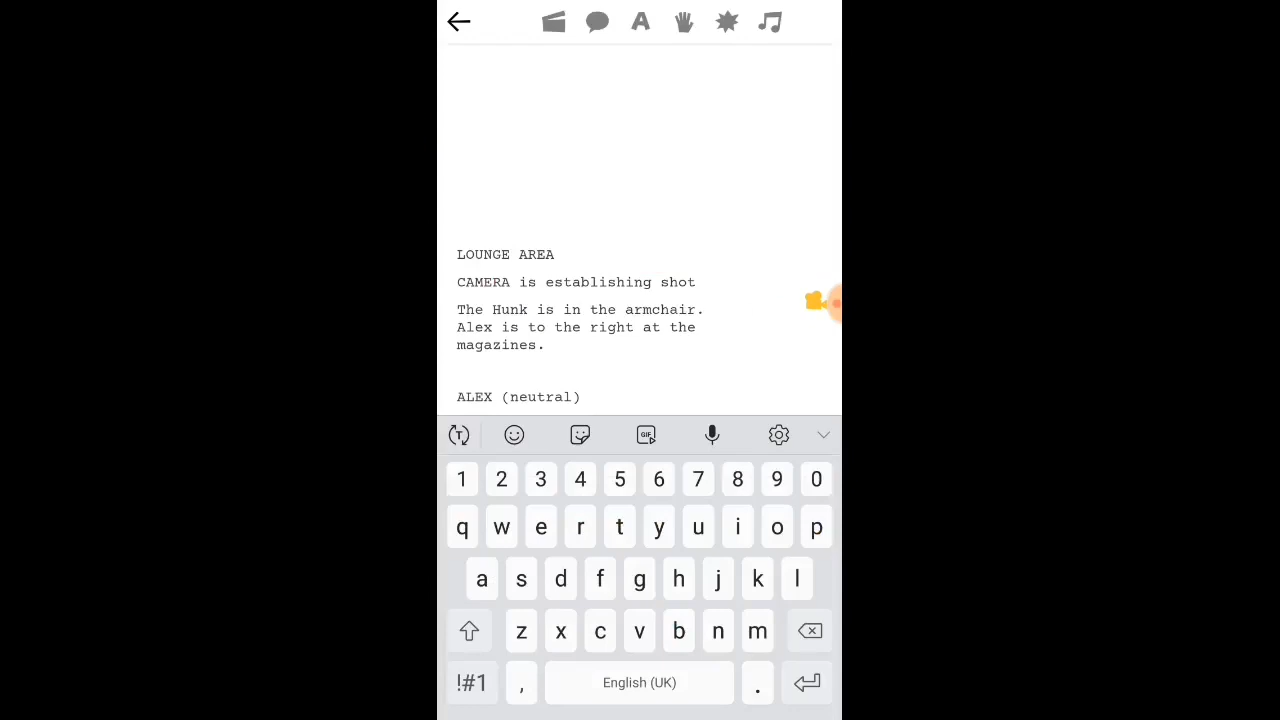 A
LOUNGE AREA
CAMERA is establishing shot
The Hunk is in the armchair.
Alex is to the right at the
magazines.
ALEX (neutral)
T
GIF
1 2 3 4 5 6 7 8 9 0
q w e r t y u i o p
a s d f g h j k l
z x c v b n m
!#1 , English (UK) .